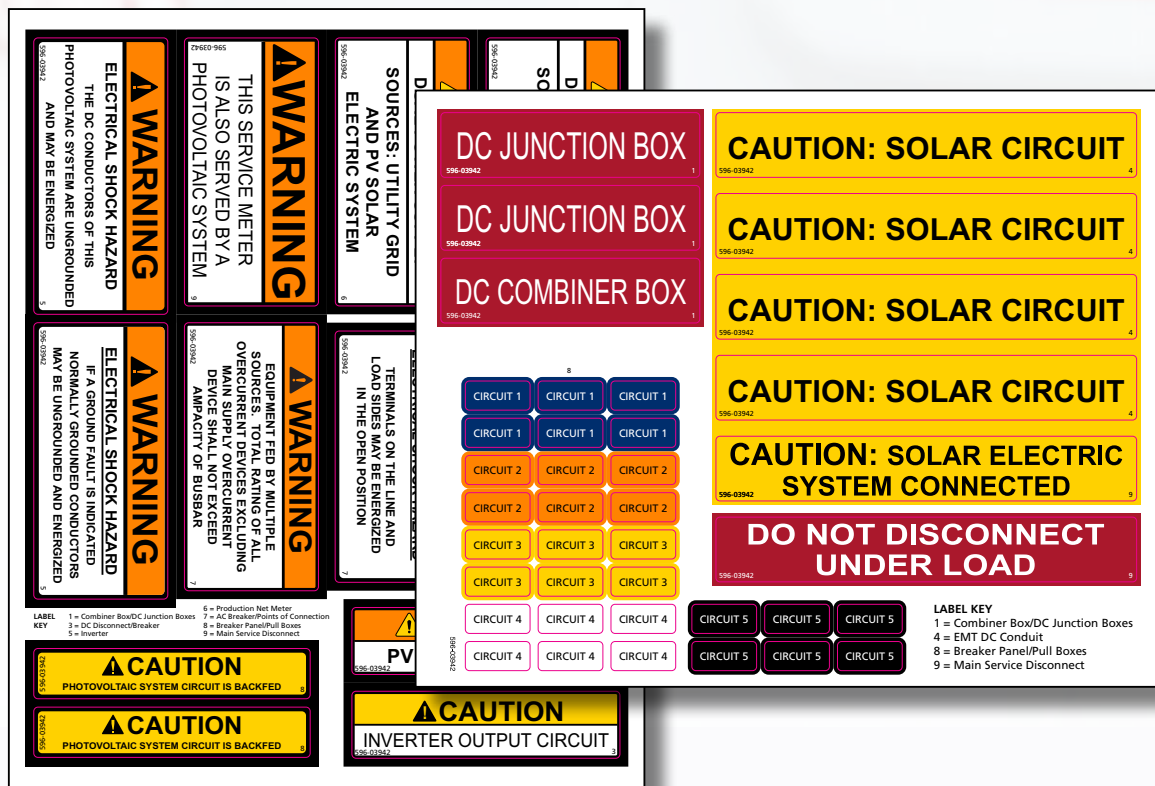 596-03942
⚠ WARNING
ELECTRICAL SHOCK HAZARD
THE DC CONDUCTORS OF THIS
PHOTOVOLTAIC SYSTEM ARE UNGROUNDED
AND MAY BE ENERGIZED
5
596-03942
⚠WARNING
THIS SERVICE METER
IS ALSO SERVED BY A
PHOTOVOLTAIC SYSTEM
9
596-03942
SOURCES: UTILITY GRID
AND PV SOLAR
ELECTRIC SYSTEM
6
596-03942
596-03942
⚠ WARNING
ELECTRICAL SHOCK HAZARD
IF A GROUND FAULT IS INDICATED
NORMALLY GROUNDED CONDUCTORS
MAY BE UNGROUNDED AND ENERGIZED
5
596-03942
⚠ WARNING
EQUIPMENT FED BY MULTIPLE
SOURCES. TOTAL RATING OF ALL
OVERCURRENT DEVICES EXCLUDING
MAIN SUPPLY OVERCURRENT
DEVICE SHALL NOT EXCEED
AMPACITY OF BUSBAR
7
596-03942
TERMINALS ON THE LINE AND
LOAD SIDES MAY BE ENERGIZED
IN THE OPEN POSITION
7
LABEL KEY
1 = Combiner Box/DC Junction Boxes
3 = DC Disconnect/Breaker
5 = Inverter
6 = Production Net Meter
7 = AC Breaker/Points of Connection
8 = Breaker Panel/Pull Boxes
9 = Main Service Disconnect
⚠ CAUTION
PHOTOVOLTAIC SYSTEM CIRCUIT IS BACKFED
596-03942
8
⚠ CAUTION
PHOTOVOLTAIC SYSTEM CIRCUIT IS BACKFED
596-03942
8
PV
596-03942
⚠CAUTION
INVERTER OUTPUT CIRCUIT
596-03942
3
DC JUNCTION BOX
596-03942
1
DC JUNCTION BOX
596-03942
1
DC COMBINER BOX
596-03942
1
CAUTION: SOLAR CIRCUIT
596-03942
4
CAUTION: SOLAR CIRCUIT
596-03942
4
CAUTION: SOLAR CIRCUIT
596-03942
4
CAUTION: SOLAR CIRCUIT
596-03942
4
CAUTION: SOLAR ELECTRIC
SYSTEM CONNECTED
596-03942
9
DO NOT DISCONNECT
UNDER LOAD
596-03942
9
8
CIRCUIT 1 CIRCUIT 1 CIRCUIT 1
CIRCUIT 1 CIRCUIT 1 CIRCUIT 1
CIRCUIT 2 CIRCUIT 2 CIRCUIT 2
CIRCUIT 2 CIRCUIT 2 CIRCUIT 2
CIRCUIT 3 CIRCUIT 3 CIRCUIT 3
CIRCUIT 3 CIRCUIT 3 CIRCUIT 3
CIRCUIT 4 CIRCUIT 4 CIRCUIT 4
CIRCUIT 4 CIRCUIT 4 CIRCUIT 4
596-03942
CIRCUIT 5 CIRCUIT 5 CIRCUIT 5
CIRCUIT 5 CIRCUIT 5 CIRCUIT 5
LABEL KEY
1 = Combiner Box/DC Junction Boxes
4 = EMT DC Conduit
8 = Breaker Panel/Pull Boxes
9 = Main Service Disconnect